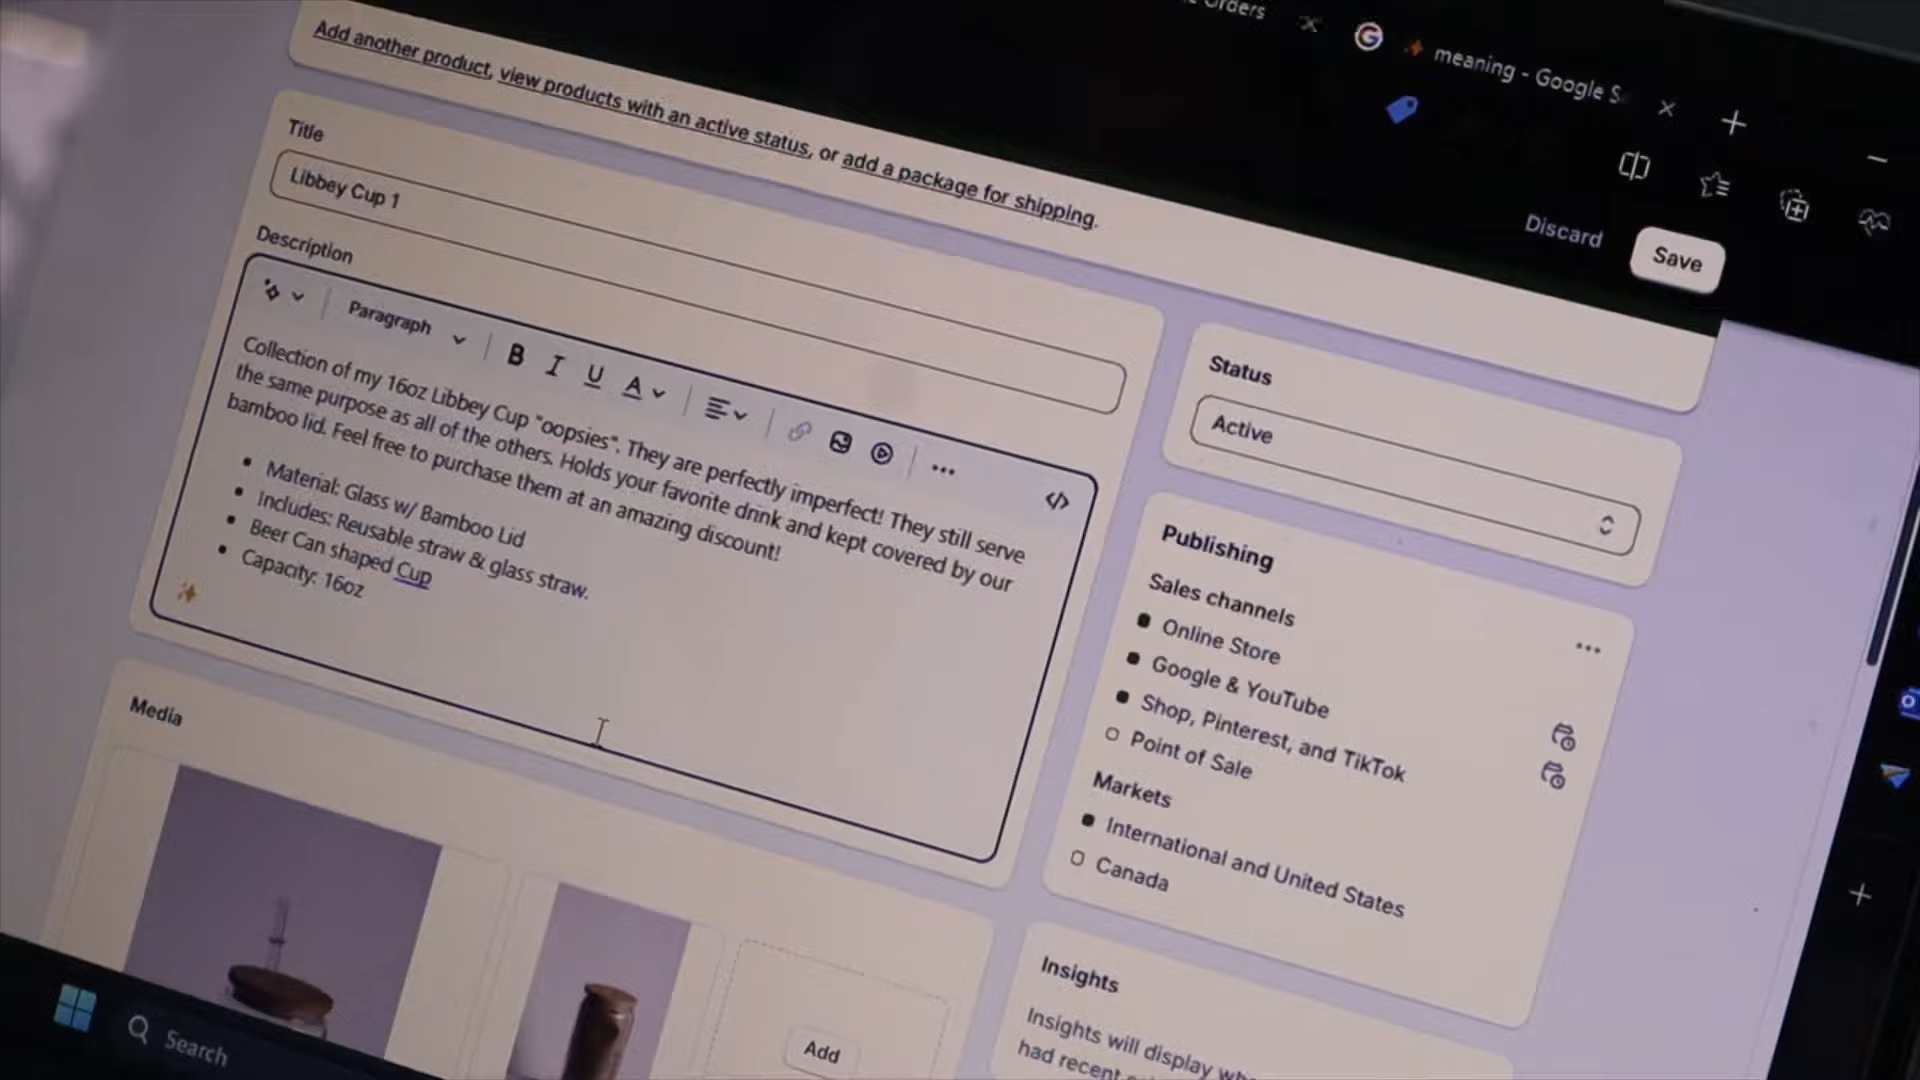 Orders
meaning - Google S
Discard
Save
Add another product, view products with an active status, or add a package for shipping.
Title
Libbey Cup 1
Description
Paragraph
B I U A
Collection of my 16oz Libbey Cup "oopsies". They are perfectly imperfect! They still serve
the same purpose as all of the others. Holds your favorite drink and kept covered by our
bamboo lid. Feel free to purchase them at an amazing discount!
• Material: Glass w/ Bamboo Lid
• Includes: Reusable straw & glass straw.
• Beer Can shaped Cup
• Capacity: 16oz
Media
Add
Status
Active
Publishing
Sales channels
Online Store
Google & YouTube
Shop, Pinterest, and TikTok
Point of Sale
Markets
International and United States
Canada
Insights
Insights will display
had recent
Search